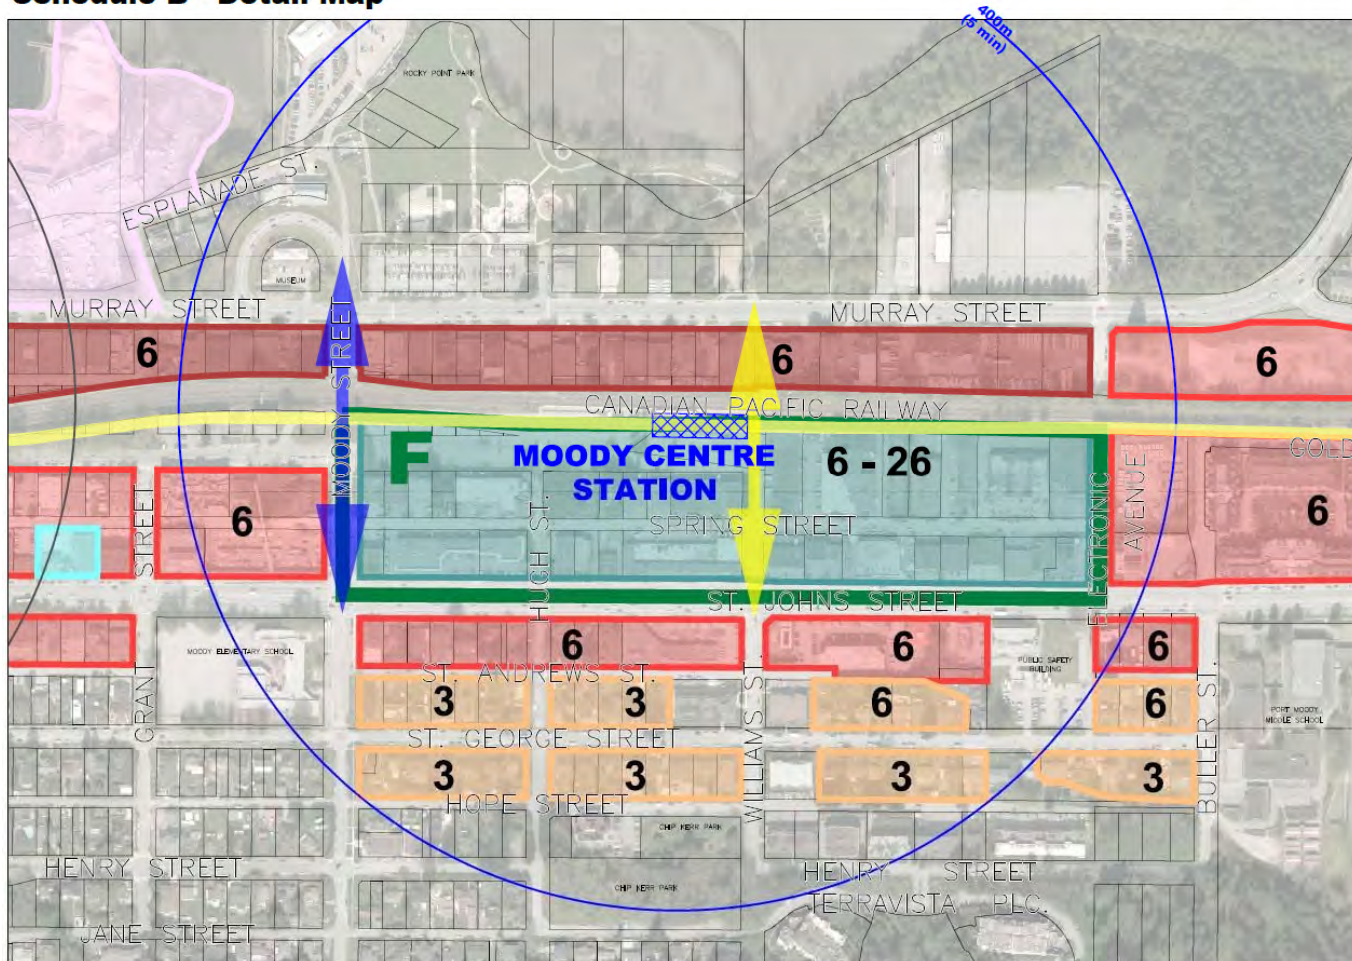 Schedule B - Detail Map
400m
(5 min)
ROCKY POINT PARK
ESPLANADE ST.
MUSEUM
MURRAY STREET
MURRAY STREET
MOODY STREET
6
6
6
CANADIAN PACIFIC RAILWAY
F
MOODY CENTRE
STATION
6 - 26
GOLD
6
6
SPRING STREET
HUGH ST.
ELECTRONIC
AVENUE
STREET
GRANT
ST. JOHNS STREET
MOODY ELEMENTARY SCHOOL
6
6
6
PUBLIC SAFETY
BUILDING
ST. ANDREWS ST.
3
3
6
6
WILLIAMS ST.
BULLER ST.
PORT MOODY
MIDDLE SCHOOL
ST. GEORGE STREET
3
3
3
3
HOPE STREET
CHIP KERR PARK
HENRY STREET
HENRY STREET
CHIP KERR PARK
TERRAVISTA PLC.
JANE STREET